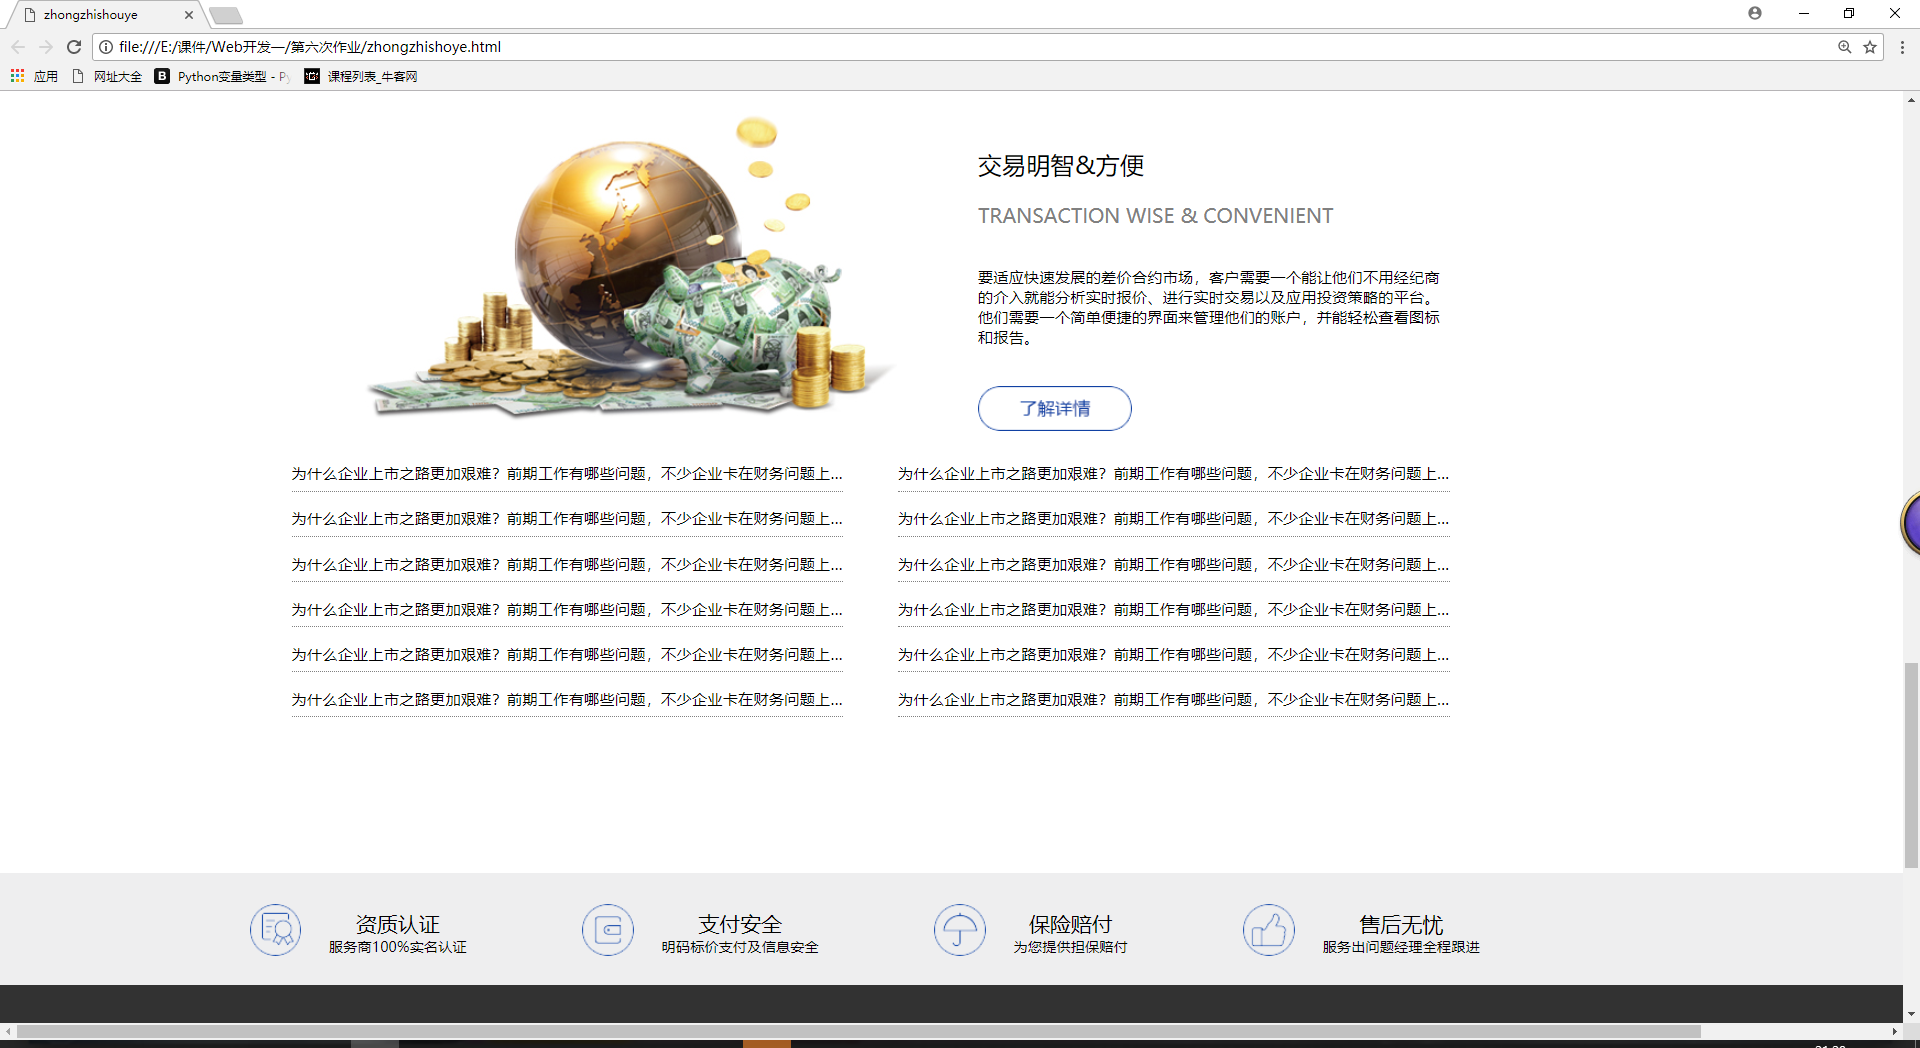 zhongzhishouye
file:///E:/课件/Web开发一/第六次作业/zhongzhishoye.html
应用 网址大全 Python变量类型 - P 课程列表_牛客网
交易明智&方便
TRANSACTION WISE & CONVENIENT
要适应快速发展的差价合约市场，客户需要一个能让他们不用经纪商
的介入就能分析实时报价、进行实时交易以及应用投资策略的平台。
他们需要一个简单便捷的界面来管理他们的账户，并能轻松查看图标
和报告。
了解详情
为什么企业上市之路更加艰难？前期工作有哪些问题，不少企业卡在财务问题上... 为什么企业上市之路更加艰难？前期工作有哪些问题，不少企业卡在财务问题上...
为什么企业上市之路更加艰难？前期工作有哪些问题，不少企业卡在财务问题上... 为什么企业上市之路更加艰难？前期工作有哪些问题，不少企业卡在财务问题上...
为什么企业上市之路更加艰难？前期工作有哪些问题，不少企业卡在财务问题上... 为什么企业上市之路更加艰难？前期工作有哪些问题，不少企业卡在财务问题上...
为什么企业上市之路更加艰难？前期工作有哪些问题，不少企业卡在财务问题上... 为什么企业上市之路更加艰难？前期工作有哪些问题，不少企业卡在财务问题上...
为什么企业上市之路更加艰难？前期工作有哪些问题，不少企业卡在财务问题上... 为什么企业上市之路更加艰难？前期工作有哪些问题，不少企业卡在财务问题上...
为什么企业上市之路更加艰难？前期工作有哪些问题，不少企业卡在财务问题上... 为什么企业上市之路更加艰难？前期工作有哪些问题，不少企业卡在财务问题上...
资质认证 支付安全 保险赔付 售后无忧
服务商100%实名认证 明码标价支付及信息安全 为您提供担保赔付 服务出问题经理全程跟进